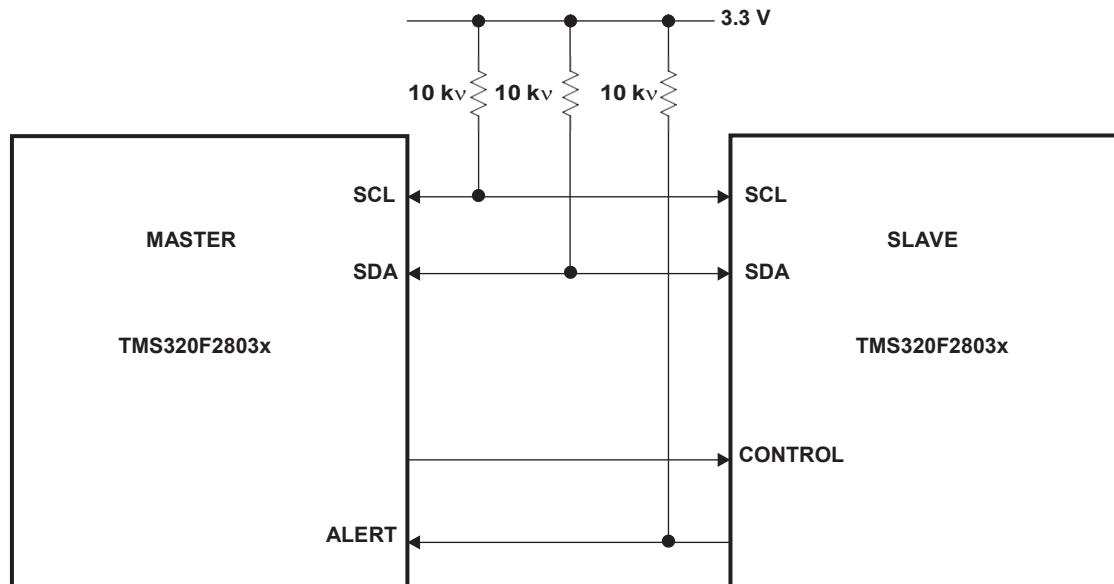 3.3 V
10 kν 10 kν 10 kν
SCL SCL
MASTER SLAVE
SDA SDA
TMS320F2803x TMS320F2803x
CONTROL
ALERT